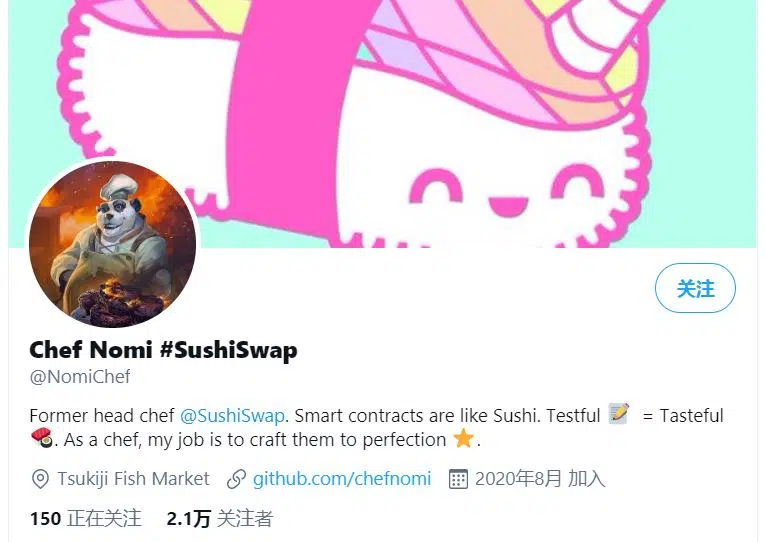 关注
Chef Nomi #SushiSwap
@NomiChef
Former head chef @SushiSwap. Smart contracts are like Sushi. Testful 📝 = Tasteful
🍣. As a chef, my job is to craft them to perfection ⭐.
Tsukiji Fish Market github.com/chefnomi 2020年8月 加入
150 正在关注 2.1万 关注者